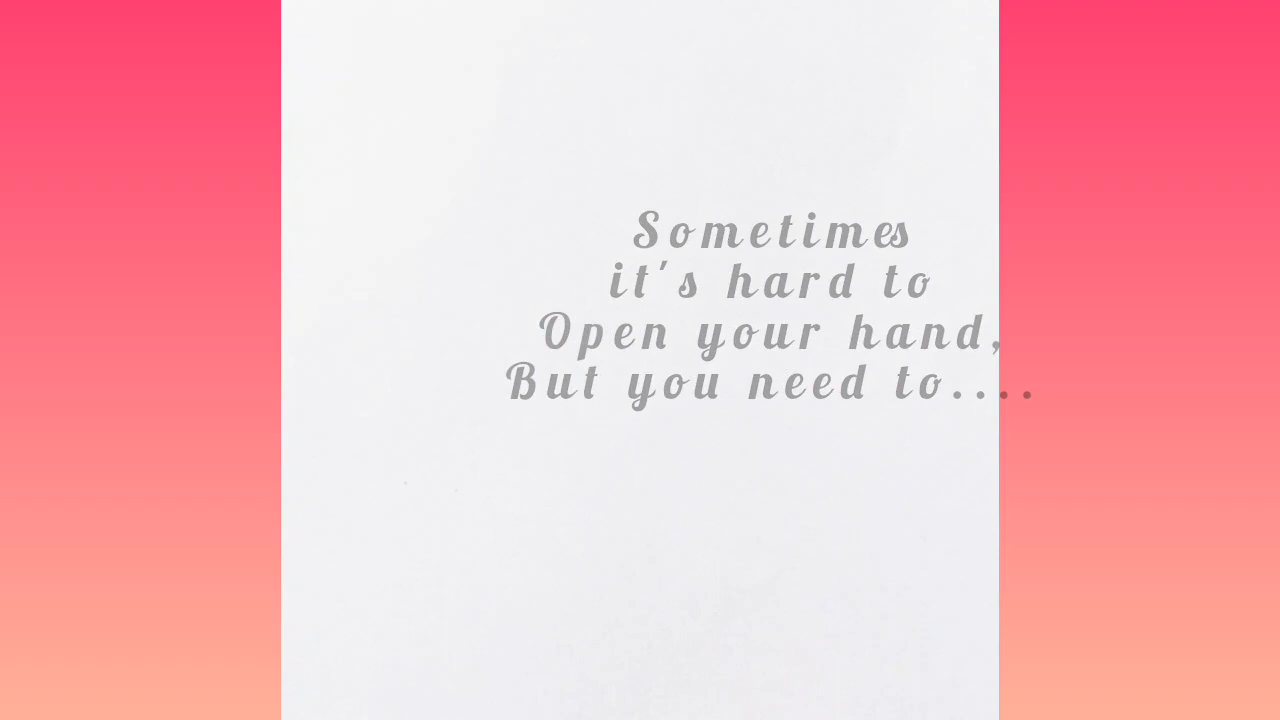 Sometimes
it's hard to
Open your hand,
But you need to....